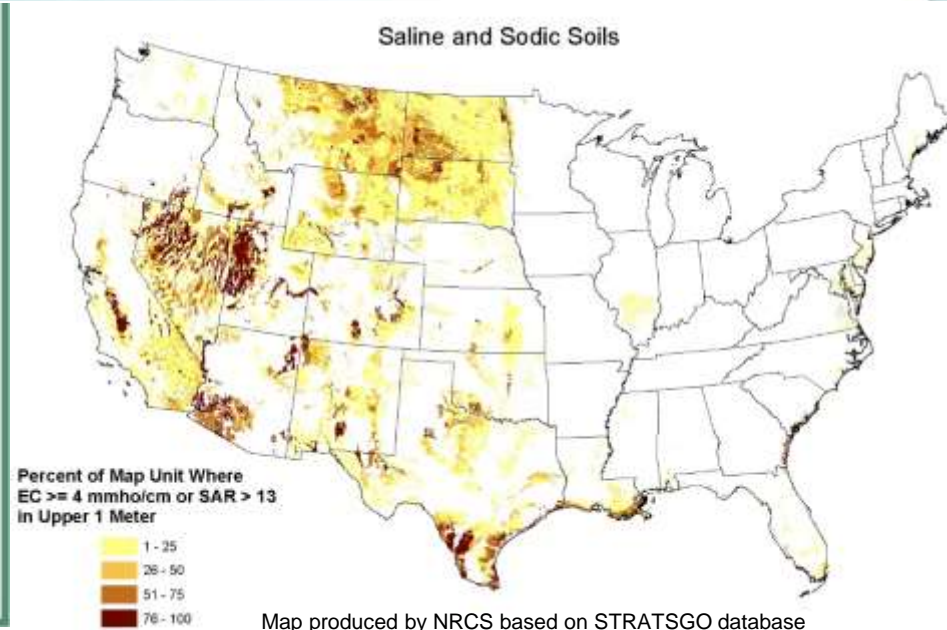 Saline and Sodic Soils
Percent of Map Unit Where
EC >= 4 mmho/cm or SAR > 13
in Upper 1 Meter
1 - 25
26 - 50
51 - 75
76 - 100
Map produced by NRCS based on STRATSGO database